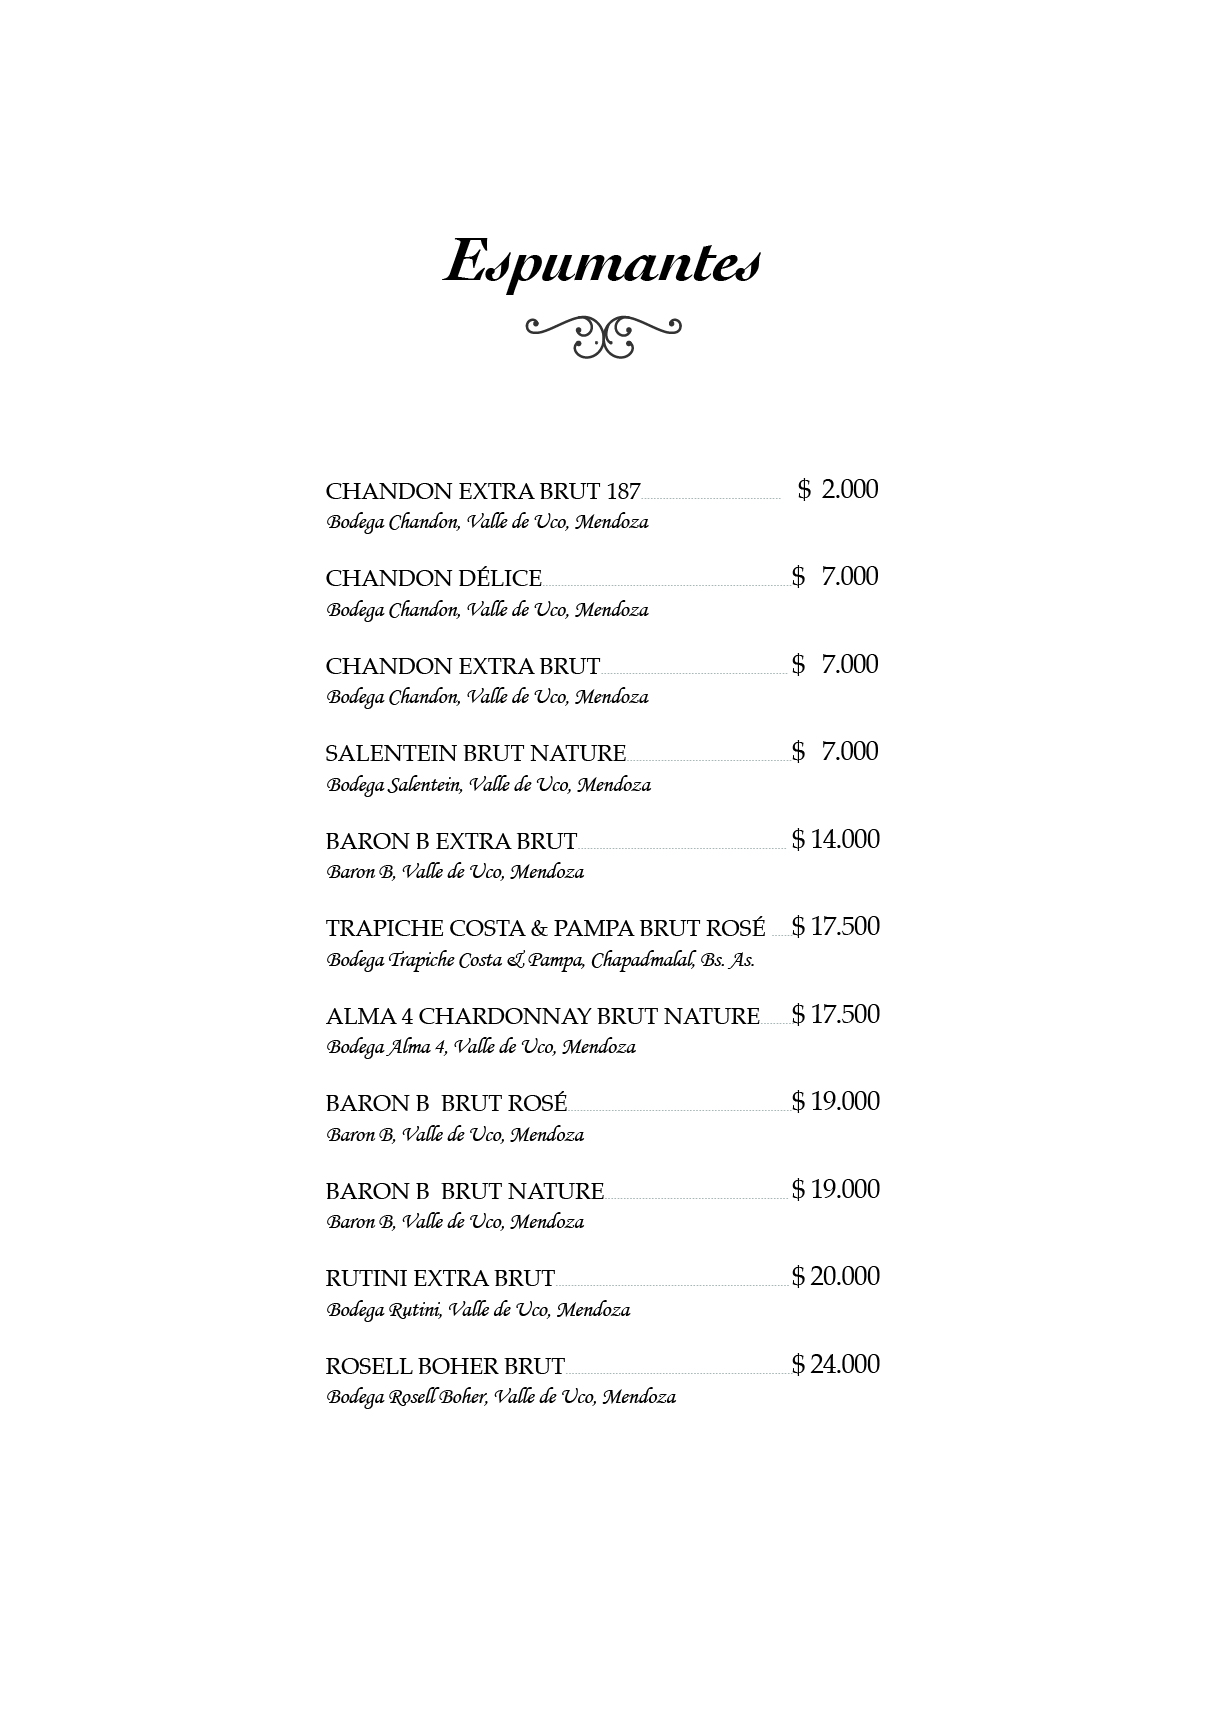 Espumantes
CHANDON EXTRA BRUT 187 $ 2.000
Bodega Chandon, Valle de Uco, Mendoza
CHANDON DÉLICE $ 7.000
Bodega Chandon, Valle de Uco, Mendoza
CHANDON EXTRA BRUT $ 7.000
Bodega Chandon, Valle de Uco, Mendoza
SALENTEIN BRUT NATURE $ 7.000
Bodega Salentein, Valle de Uco, Mendoza
BARON B EXTRA BRUT $ 14.000
Baron B, Valle de Uco, Mendoza
TRAPICHE COSTA & PAMPA BRUT ROSÉ $ 17.500
Bodega Trapiche Costa & Pampa, Chapadmalal, Bs. As.
ALMA 4 CHARDONNAY BRUT NATURE $ 17.500
Bodega Alma 4, Valle de Uco, Mendoza
BARON B BRUT ROSÉ $ 19.000
Baron B, Valle de Uco, Mendoza
BARON B BRUT NATURE $ 19.000
Baron B, Valle de Uco, Mendoza
RUTINI EXTRA BRUT $ 20.000
Bodega Rutini, Valle de Uco, Mendoza
ROSELL BOHER BRUT $ 24.000
Bodega Rosell Boher, Valle de Uco, Mendoza